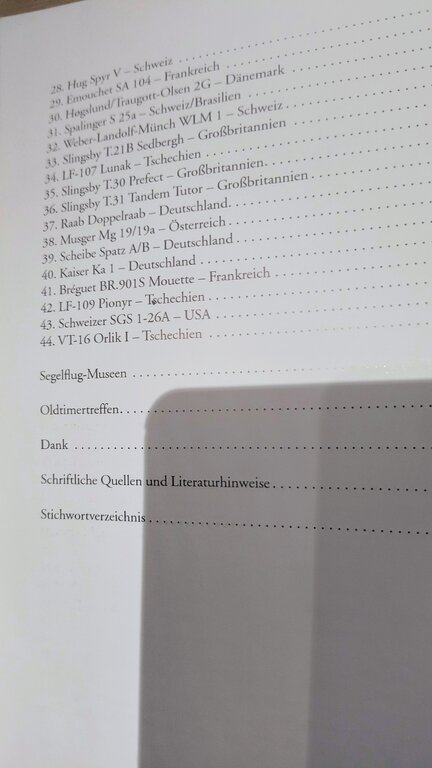 28. Hug Spyr V – Schweiz
29. Emouchet SA 104 – Frankreich
30. Høgslund/Traugott-Olsen 2G – Dänemark
31. Spalinger S 25a – Schweiz/Brasilien
32. Weber-Landolf-Münch WLM 1 – Schweiz
33. Slingsby T.21B Sedbergh – Großbritannien
34. LF-107 Lunak – Tschechien
35. Slingsby T.30 Prefect – Großbritannien
36. Slingsby T.31 Tandem Tutor – Großbritannien
37. Raab Doppelraab – Deutschland
38. Musger Mg 19/19a – Österreich
39. Scheibe Spatz A/B – Deutschland
40. Kaiser Ka 1 – Deutschland
41. Bréguet BR.901S Mouette – Frankreich
42. LF-109 Pionyr – Tschechien
43. Schweizer SGS 1-26A – USA
44. VT-16 Orlik I – Tschechien
Segelflug-Museen
Oldtimertreffen
Dank
Schriftliche Quellen und Literaturhinweise
Stichwortverzeichnis